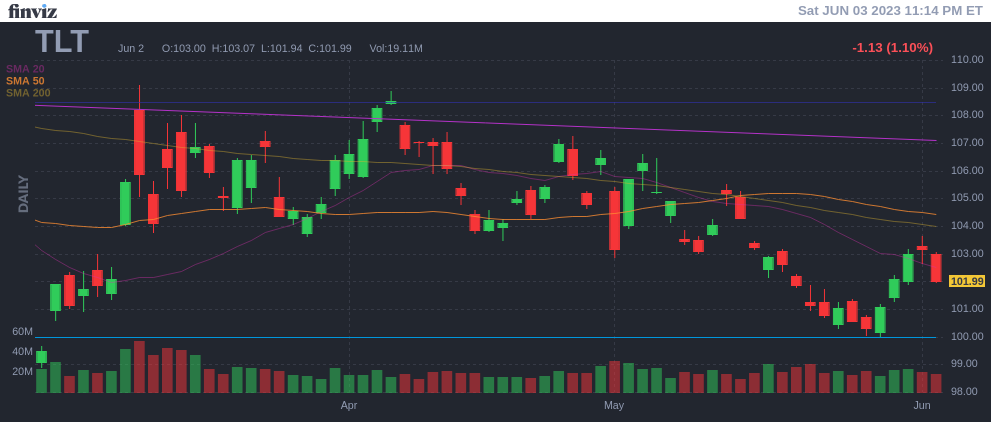 finviz
Sat JUN 03 2023 11:14 PM ET
TLT
Jun 2 O:103.00 H:103.07 L:101.94 C:101.99 Vol:19.11M
-1.13 (1.10%)
SMA 20
SMA 50
SMA 200
DAILY
110.00
109.00
108.00
107.00
106.00
105.00
104.00
103.00
101.99
101.00
100.00
99.00
98.00
60M
40M
20M
Apr May Jun